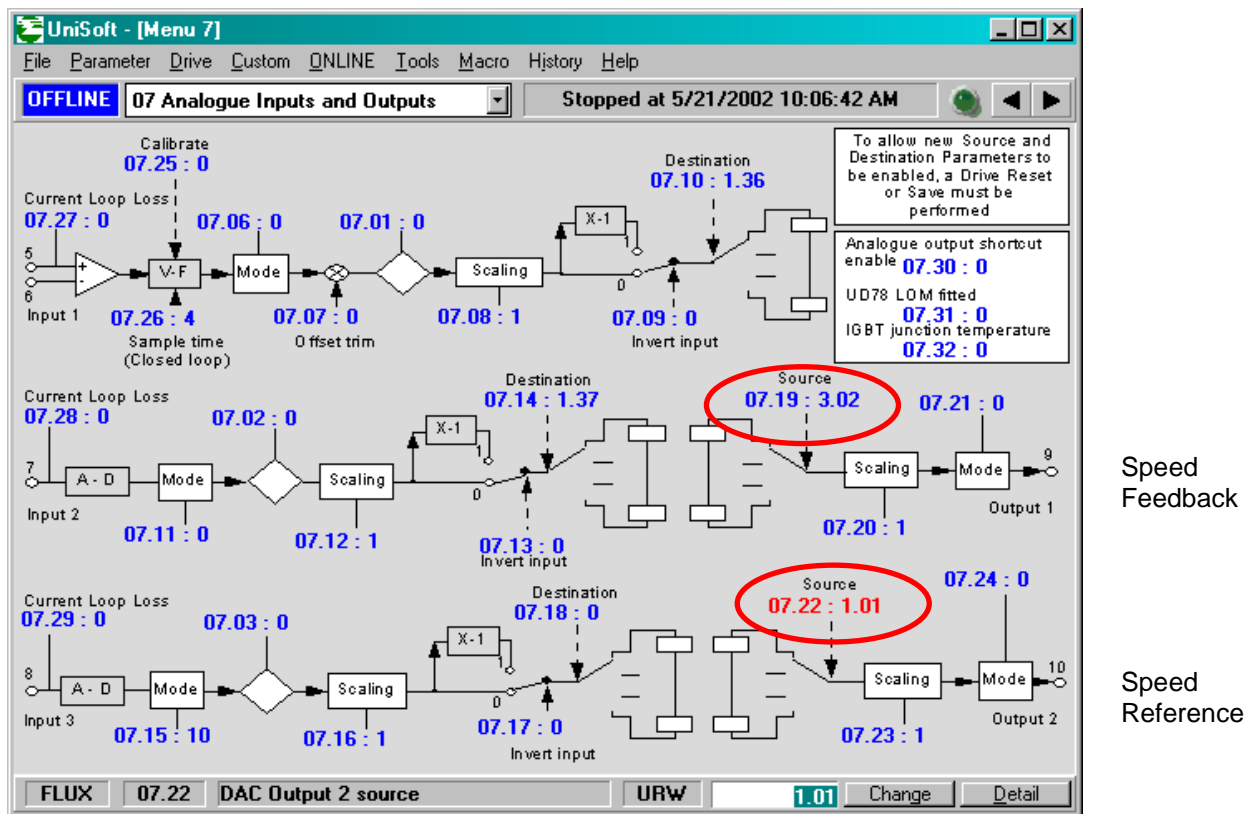 UniSoft - [Menu 7]
File Parameter Drive Custom ONLINE Tools Macro History Help
OFFLINE 07 Analogue Inputs and Outputs Stopped at 5/21/2002 10:06:42 AM
Calibrate
07.25 : 0
Current Loop Loss
07.27 : 0
07.06 : 0
07.01 : 0
Destination
07.10 : 1.36
X-1
1
0
5
6
+
-
V-F
Mode
Scaling
Input 1
07.26 : 4
Sample time
(Closed loop)
07.07 : 0
Offset trim
07.08 : 1
07.09 : 0
Invert input
To allow new Source and
Destination Parameters to
be enabled, a Drive Reset
or Save must be
performed
Analogue output shortcut
enable 07.30 : 0
UD78 LOM fitted
07.31 : 0
IGBT junction temperature
07.32 : 0
Current Loop Loss
07.28 : 0
07.02 : 0
Destination
07.14 : 1.37
X-1
1
0
7
A - D
Mode
Scaling
Input 2
07.11 : 0
07.12 : 1
07.13 : 0
Invert input
Source
07.19 : 3.02
07.21 : 0
Scaling
Mode
9
Output 1
07.20 : 1
Speed
Feedback
Current Loop Loss
07.29 : 0
07.03 : 0
Destination
07.18 : 0
X-1
1
0
8
A - D
Mode
Scaling
Input 3
07.15 : 10
07.16 : 1
07.17 : 0
Invert input
Source
07.22 : 1.01
07.24 : 0
Scaling
Mode
10
Output 2
07.23 : 1
Speed
Reference
FLUX 07.22 DAC Output 2 source URW 1.01 Change Detail